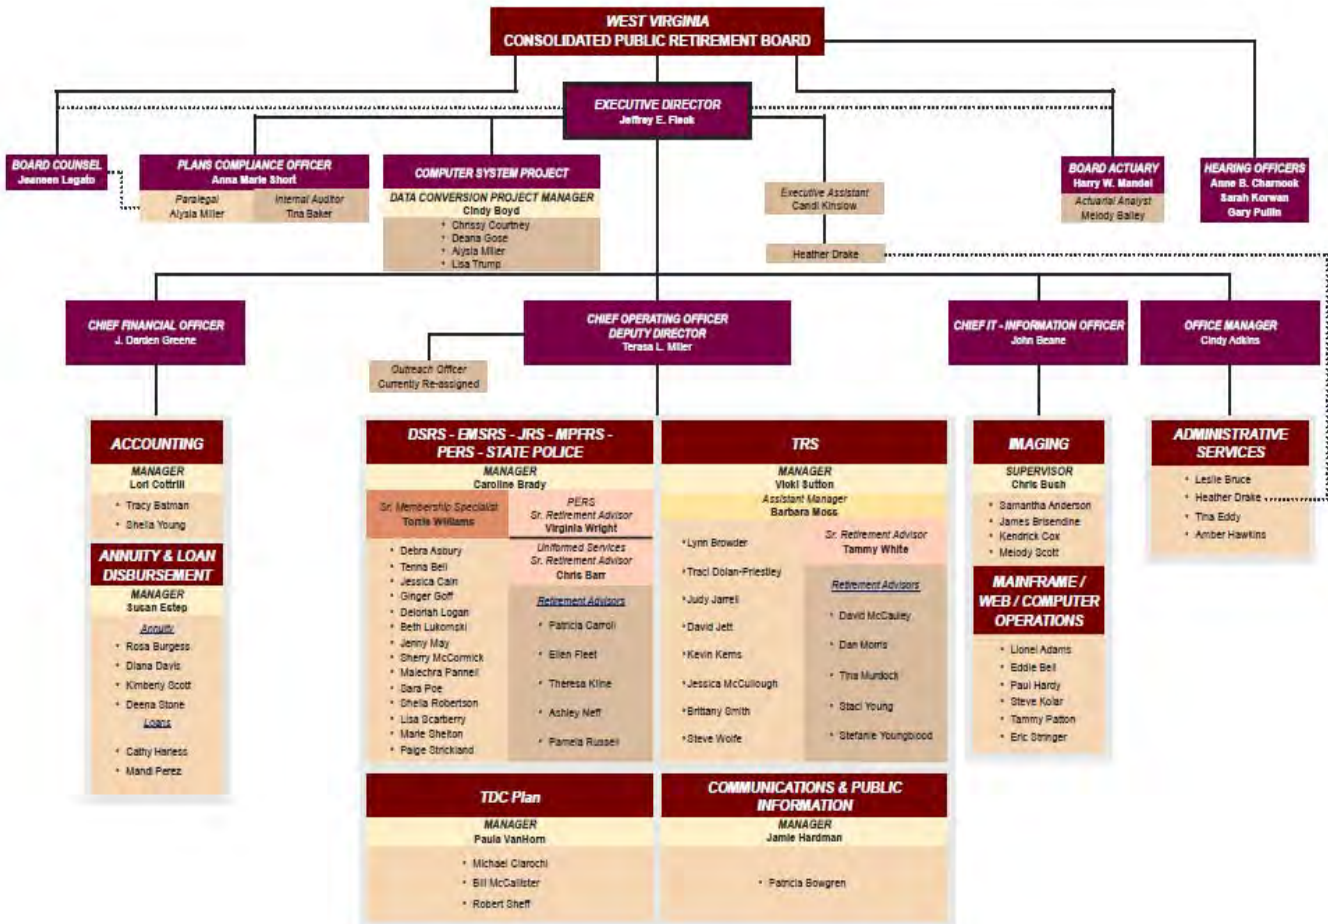 WEST VIRGINIA
CONSOLIDATED PUBLIC RETIREMENT BOARD
EXECUTIVE DIRECTOR
Jeffrey E. Fleck
BOARD COUNSEL
Jeaneen Legato
PLANS COMPLIANCE OFFICER
Anna Marie Short
Paralegal
Alysia Miller
Internal Auditor
Tina Baker
COMPUTER SYSTEM PROJECT
DATA CONVERSION PROJECT MANAGER
Cindy Boyd
• Chrissy Courtney
• Deana Gose
• Alysia Miller
• Lisa Trump
Executive Assistant
Candi Kinslow
Heather Drake
BOARD ACTUARY
Harry W. Mandel
Actuarial Analyst
Melody Bailey
HEARING OFFICERS
Anne B. Charnock
Sarah Korwan
Gary Pullin
CHIEF FINANCIAL OFFICER
J. Darden Greene
CHIEF OPERATING OFFICER
DEPUTY DIRECTOR
Terasa L. Miller
CHIEF IT - INFORMATION OFFICER
John Beane
OFFICE MANAGER
Cindy Adkins
Outreach Officer
Currently Re-assigned
ACCOUNTING
MANAGER
Lori Cottrill
• Tracy Batman
• Sheila Young
ANNUITY & LOAN
DISBURSEMENT
MANAGER
Susan Estep
Annuity
• Rosa Burgess
• Diana Davis
• Kimberly Scott
• Deena Stone
Loans
• Cathy Harless
• Mandi Perez
DSRS - EMSRS - JRS - MPFRS -
PERS - STATE POLICE
MANAGER
Caroline Brady
Sr. Membership Specialist
Torrie Williams
• Debra Asbury
• Tenna Bell
• Jessica Cain
• Ginger Goff
• Deloriah Logan
• Beth Lukomski
• Jenny May
• Sherry McCormick
• Malechra Pannell
• Sara Poe
• Sheila Robertson
• Lisa Scarberry
• Marie Shelton
• Paige Strickland
PERS
Sr. Retirement Advisor
Virginia Wright
Uniformed Services
Sr. Retirement Advisor
Chris Barr
Retirement Advisors
• Patricia Carroll
• Ellen Fleet
• Theresa Kline
• Ashley Neff
• Pamela Russell
TRS
MANAGER
Vicki Sutton
Assistant Manager
Barbara Moss
•Lynn Browder
•Traci Dolan-Priestley
•Judy Jarrell
•David Jett
•Kevin Kerns
•Jessica McCullough
•Brittany Smith
•Steve Wolfe
Sr. Retirement Advisor
Tammy White
Retirement Advisors
• David McCauley
• Dan Morris
• Tina Murdock
• Staci Young
• Stefanie Youngblood
IMAGING
SUPERVISOR
Chris Bush
• Samantha Anderson
• James Brisendine
• Kendrick Cox
• Melody Scott
MAINFRAME /
WEB / COMPUTER
OPERATIONS
• Lionel Adams
• Eddie Bell
• Paul Hardy
• Steve Kolar
• Tammy Patton
• Eric Stringer
ADMINISTRATIVE
SERVICES
• Leslie Bruce
• Heather Drake
• Tina Eddy
• Amber Hawkins
TDC Plan
MANAGER
Paula VanHorn
• Michael Ciarochi
• Bill McCallister
• Robert Sheff
COMMUNICATIONS & PUBLIC
INFORMATION
MANAGER
Jamie Hardman
• Patricia Bowgren